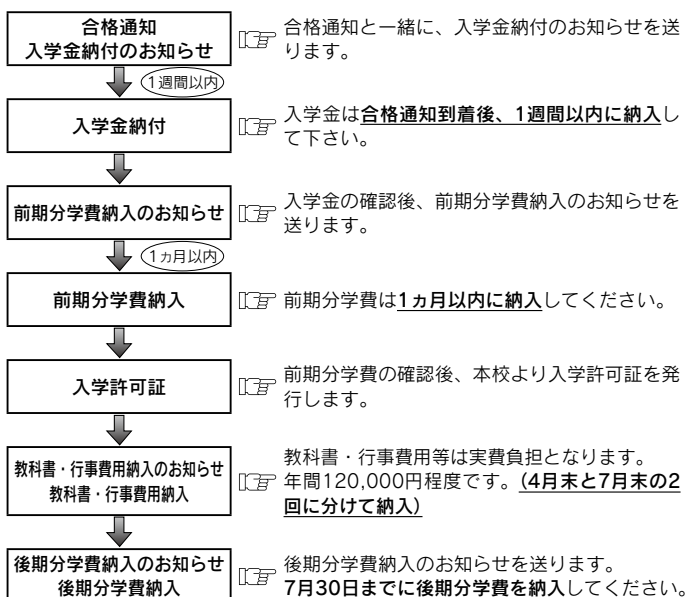 合格通知
入学金納付のお知らせ
合格通知と一緒に、入学金納付のお知らせを送
ります。
1週間以内
入学金納付
入学金は合格通知到着後、1週間以内に納入し
て下さい。
前期分学費納入のお知らせ
入学金の確認後、前期分学費納入のお知らせを
送ります。
1ヵ月以内
前期分学費納入
前期分学費は1ヵ月以内に納入してください。
入学許可証
前期分学費の確認後、本校より入学許可証を発
行します。
教科書・行事費用納入のお知らせ
教科書・行事費用納入
教科書・行事費用等は実費負担となります。
年間120,000円程度です。(4月末と7月末の2
回に分けて納入)
後期分学費納入のお知らせ
後期分学費納入
後期分学費納入のお知らせを送ります。
7月30日までに後期分学費を納入してください。